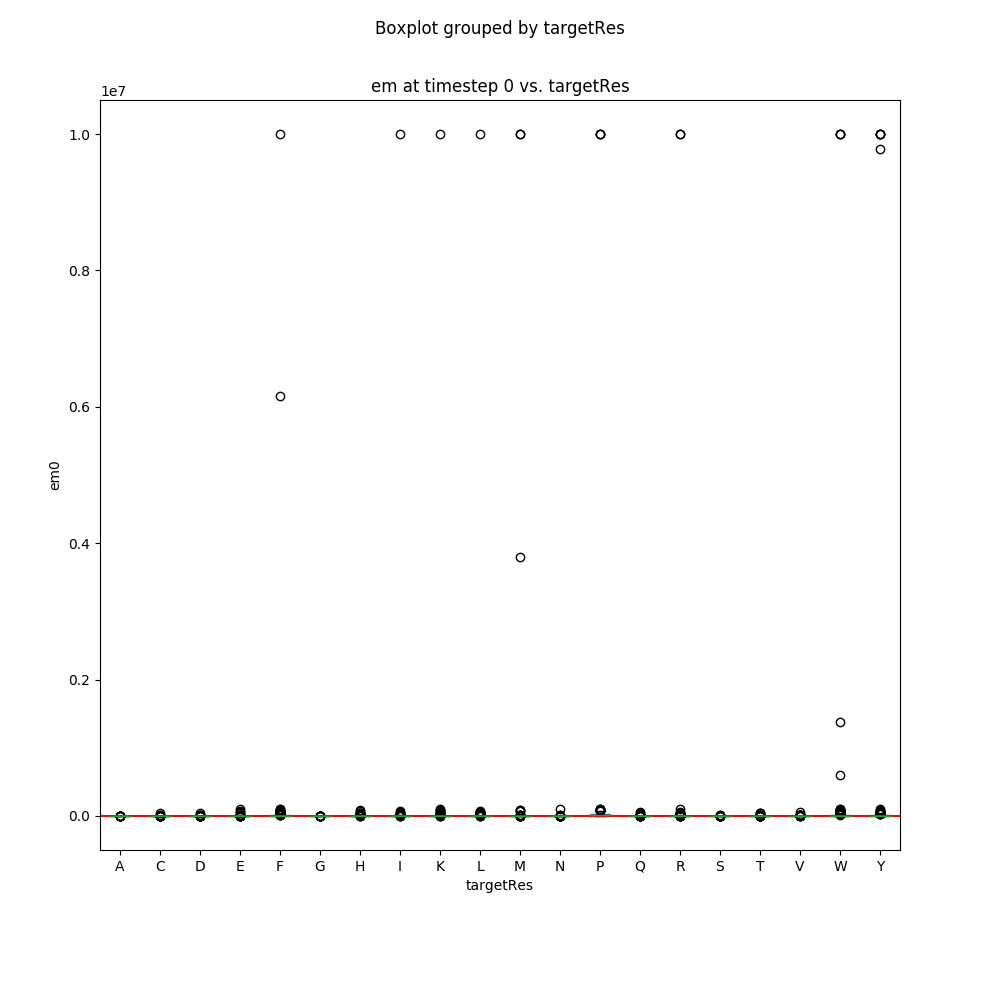 Boxplot grouped by targetRes
em at timestep 0 vs. targetRes
1e7
1.0
0.8
0.6
0.4
0.2
0.0
em0
A C D E F G H I K L M N P Q R S T V W Y
targetRes